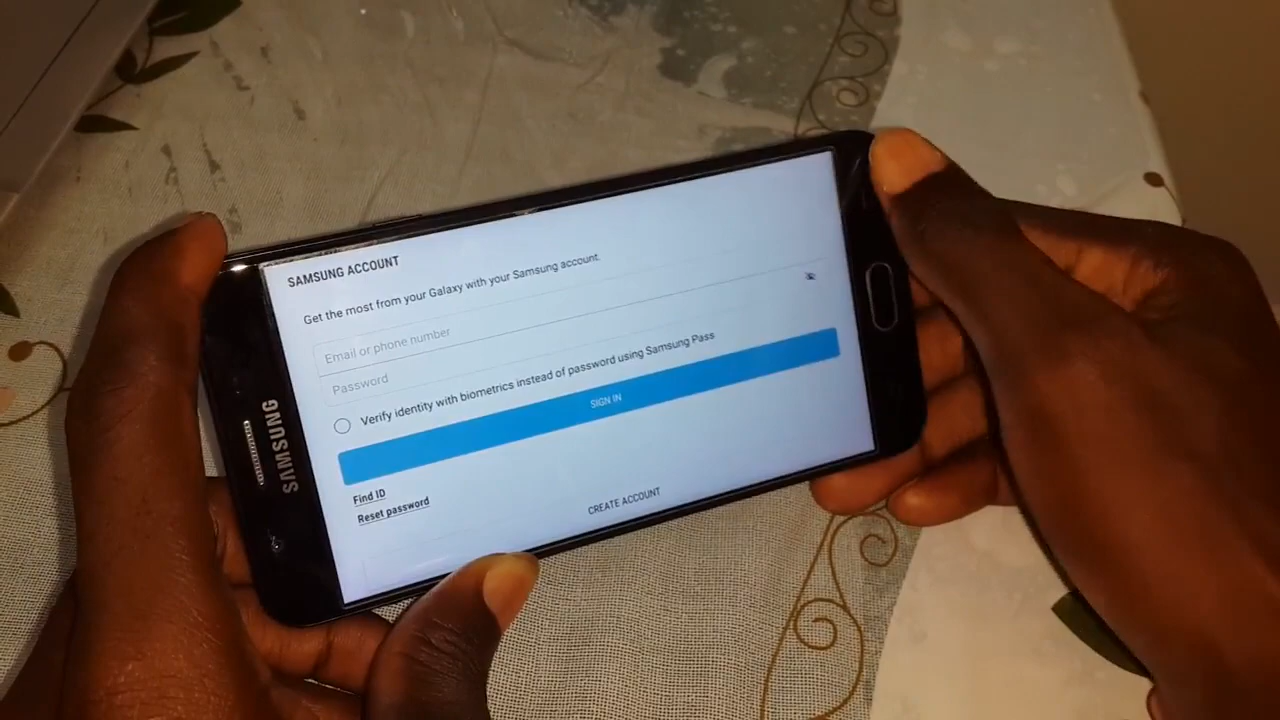 SAMSUNG ACCOUNT
Get the most from your Galaxy with your Samsung account.
Email or phone number
Password
Verify identity with biometrics instead of password using Samsung Pass
SIGN IN
Find ID
Reset password
CREATE ACCOUNT
SAMSUNG